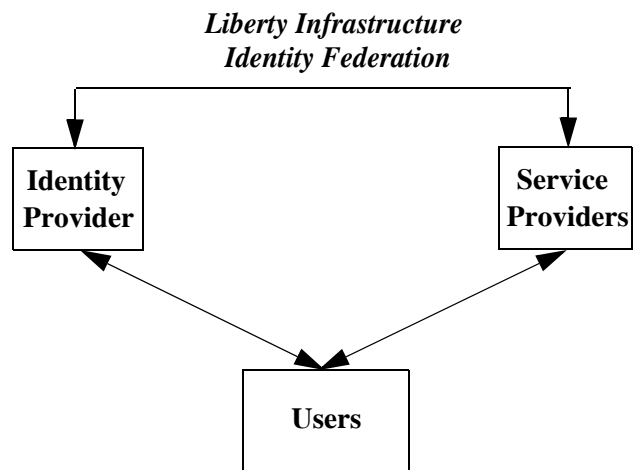 Liberty Infrastructure
Identity Federation
Identity
Provider
Service
Providers
Users